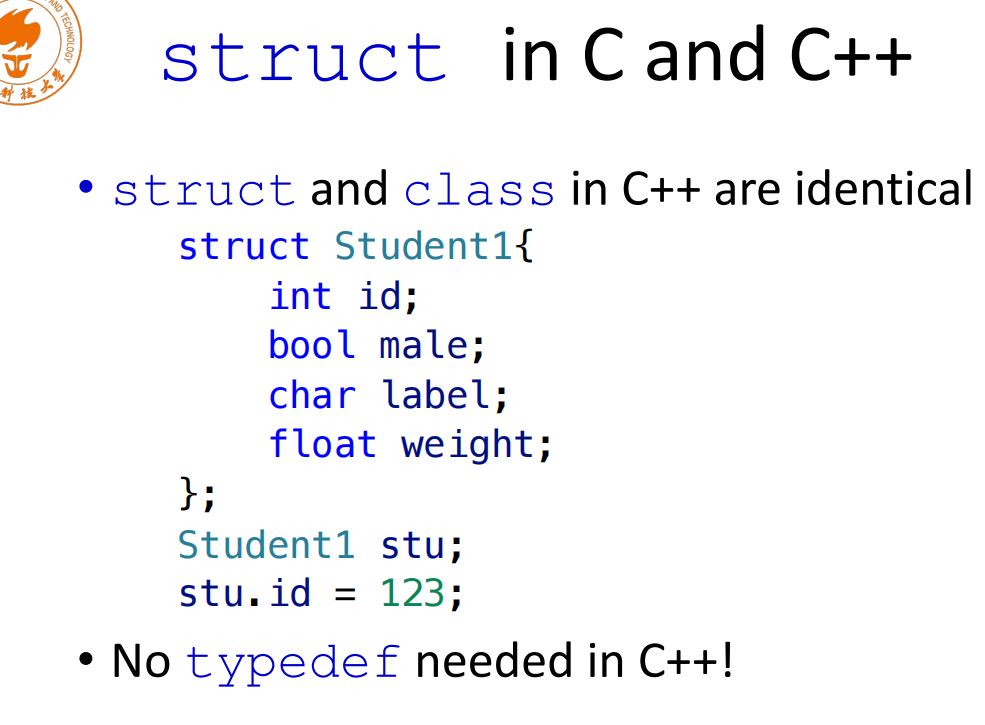 AND TECHNOLOGY
科技大学
struct in C and C++
• struct and class in C++ are identical
struct Student1{
    int id;
    bool male;
    char label;
    float weight;
};
Student1 stu;
stu.id = 123;
• No typedef needed in C++!